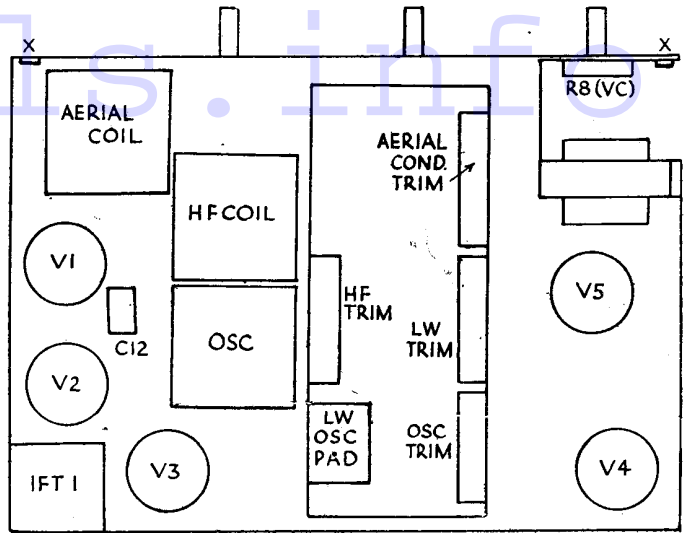 ls.info
X
X
R8(VC)
AERIAL
COIL
AERIAL
COND.
TRIM
HF COIL
V1
V5
HF
TRIM
C12
OSC
LW
TRIM
V2
LW
OSC
PAD
OSC
TRIM
IFT 1
V3
V4